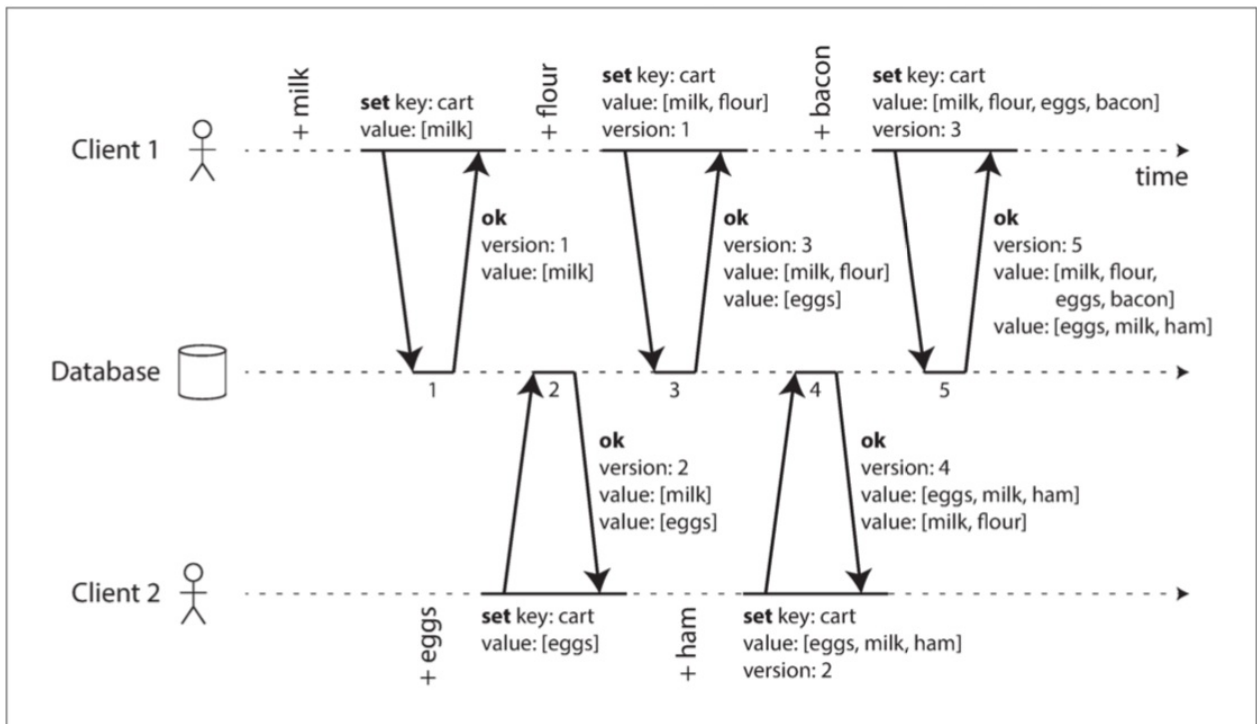 + milk
set key: cart
value: [milk]
+ flour
set key: cart
value: [milk, flour]
version: 1
+ bacon
set key: cart
value: [milk, flour, eggs, bacon]
version: 3
Client 1
time
ok
version: 1
value: [milk]
ok
version: 3
value: [milk, flour]
value: [eggs]
ok
version: 5
value: [milk, flour,
eggs, bacon]
value: [eggs, milk, ham]
Database
1
2
3
4
5
ok
version: 2
value: [milk]
value: [eggs]
ok
version: 4
value: [eggs, milk, ham]
value: [milk, flour]
Client 2
+ eggs
set key: cart
value: [eggs]
+ ham
set key: cart
value: [eggs, milk, ham]
version: 2